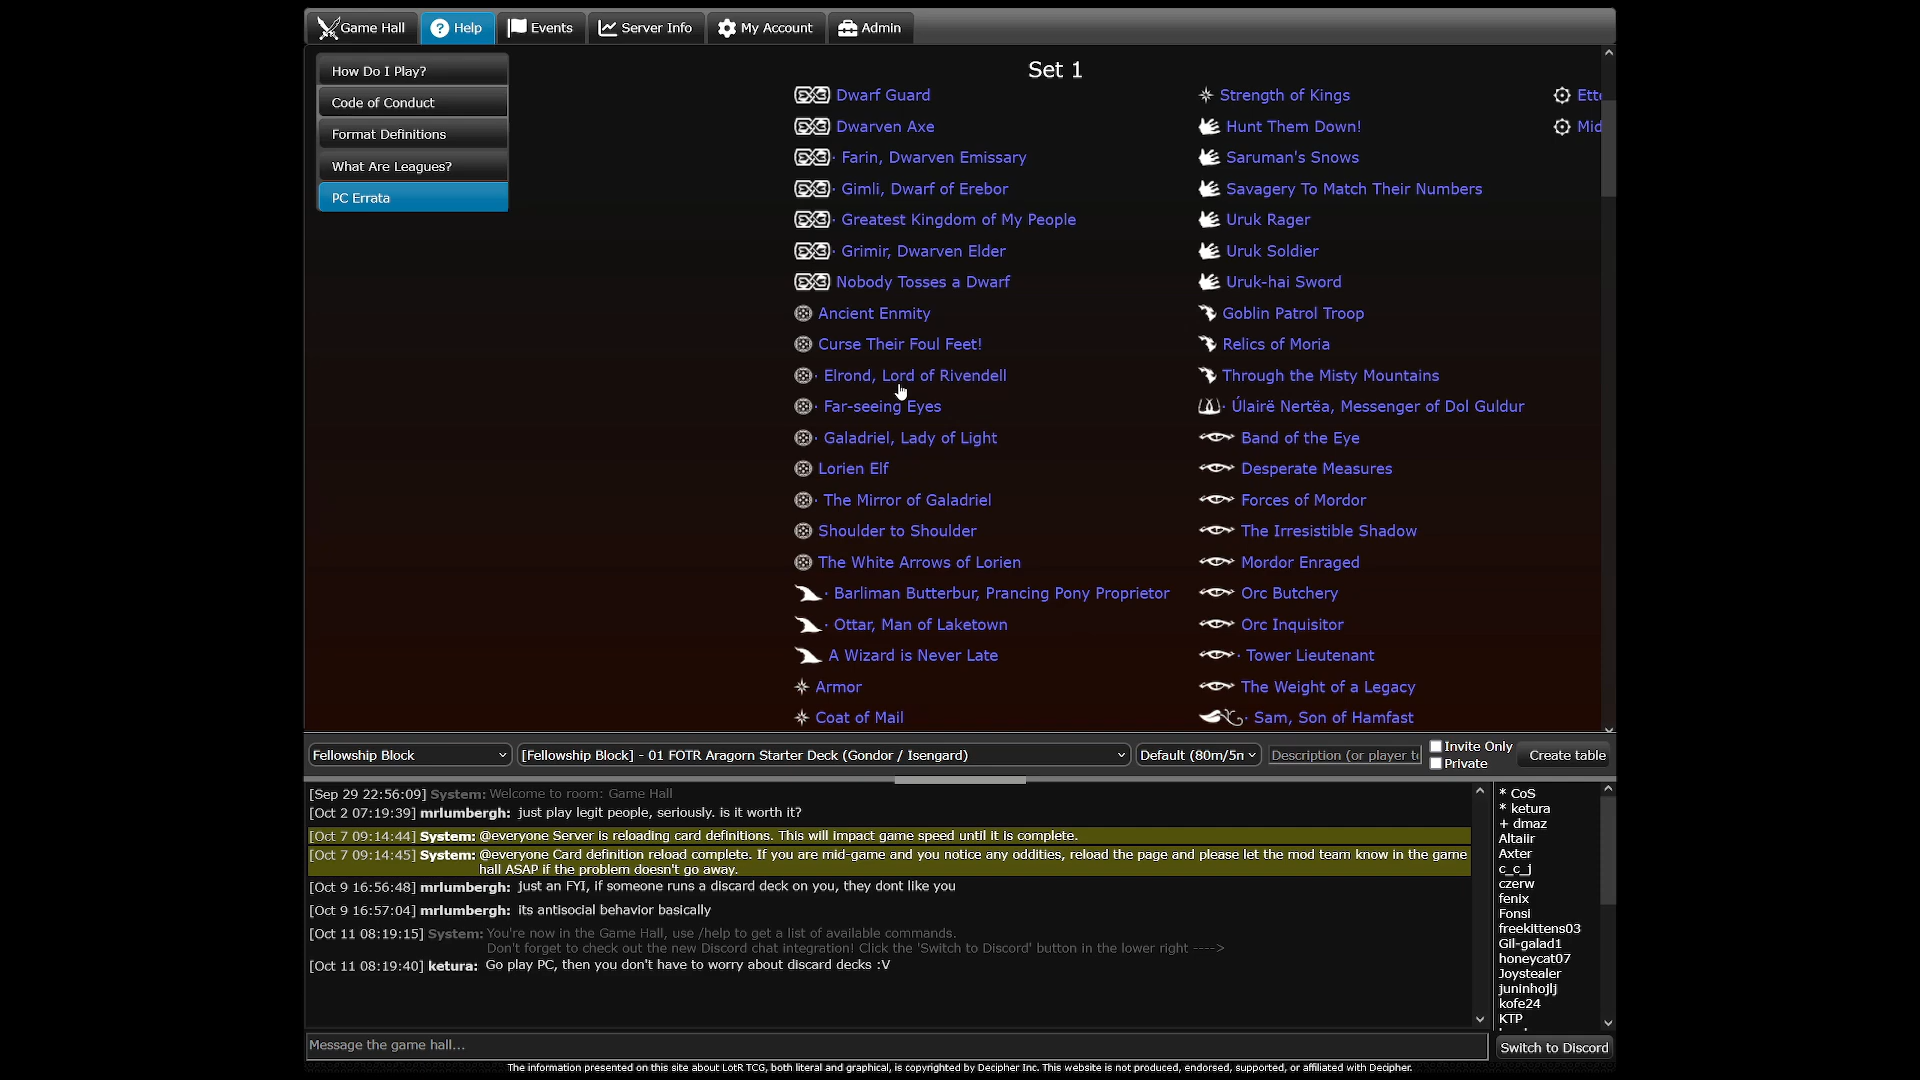 Game Hall
Help
Events
Server Info
My Account
Admin
How Do I Play?
Code of Conduct
Format Definitions
What Are Leagues?
PC Errata
Set 1
Dwarf Guard
Dwarven Axe
· Farin, Dwarven Emissary
· Gimli, Dwarf of Erebor
· Greatest Kingdom of My People
· Grimir, Dwarven Elder
Nobody Tosses a Dwarf
Ancient Enmity
Curse Their Foul Feet!
· Elrond, Lord of Rivendell
· Far-seeing Eyes
· Galadriel, Lady of Light
Lorien Elf
· The Mirror of Galadriel
Shoulder to Shoulder
The White Arrows of Lorien
· Barliman Butterbur, Prancing Pony Proprietor
· Ottar, Man of Laketown
A Wizard is Never Late
Armor
Coat of Mail
Strength of Kings
Hunt Them Down!
Saruman's Snows
Savagery To Match Their Numbers
Uruk Rager
Uruk Soldier
Uruk-hai Sword
Goblin Patrol Troop
Relics of Moria
Through the Misty Mountains
· Úlairë Nertëa, Messenger of Dol Guldur
Band of the Eye
Desperate Measures
Forces of Mordor
The Irresistible Shadow
Mordor Enraged
Orc Butchery
Orc Inquisitor
· Tower Lieutenant
The Weight of a Legacy
· Sam, Son of Hamfast
Ette
Mid
Fellowship Block
[Fellowship Block] - 01 FOTR Aragorn Starter Deck (Gondor / Isengard)
Default (80m/5n
Description (or player t
Invite Only
Private
Create table
[Sep 29 22:56:09] System: Welcome to room: Game Hall
[Oct 2 07:19:39] mrlumbergh: just play legit people, seriously. is it worth it?
[Oct 7 09:14:44] System: @everyone Server is reloading card definitions. This will impact game speed until it is complete.
[Oct 7 09:14:45] System: @everyone Card definition reload complete. If you are mid-game and you notice any oddities, reload the page and please let the mod team know in the game
hall ASAP if the problem doesn't go away.
[Oct 9 16:56:48] mrlumbergh: just an FYI, if someone runs a discard deck on you, they dont like you
[Oct 9 16:57:04] mrlumbergh: its antisocial behavior basically
[Oct 11 08:19:15] System: You're now in the Game Hall, use /help to get a list of available commands.
Don't forget to check out the new Discord chat integration! Click the 'Switch to Discord' button in the lower right ---->
[Oct 11 08:19:40] ketura: Go play PC, then you don't have to worry about discard decks :V
* CoS
* ketura
+ dmaz
Altaiir
Axter
c_c_j
czerw
fenix
Fonsi
freekittens03
Gil-galad1
honeycat07
Joystealer
juninhojlj
kofe24
KTP
Message the game hall...
Switch to Discord
The information presented on this site about LotR TCG, both literal and graphical, is copyrighted by Decipher Inc. This website is not produced, endorsed, supported, or affiliated with Decipher.